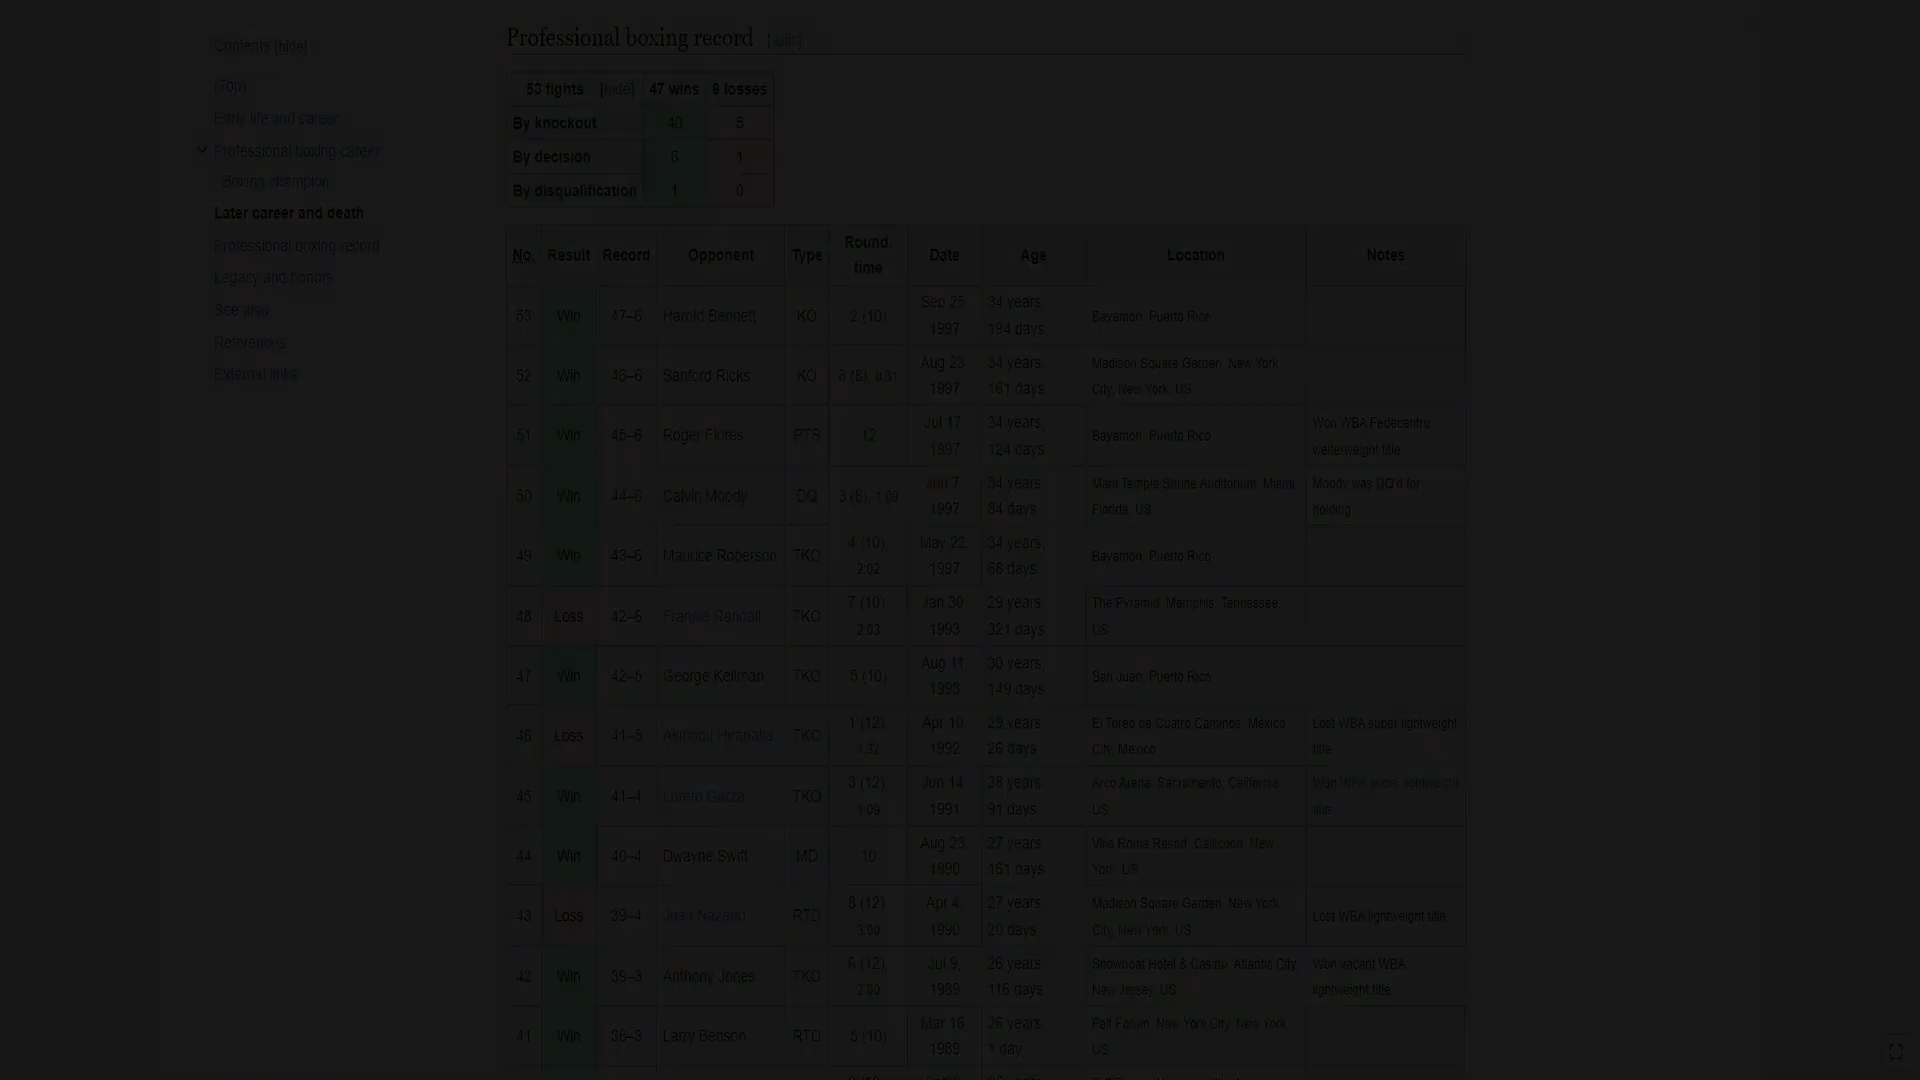 Contents [hide]
(Top)
Early life and career
Professional boxing career
Boxing champion
Later career and death
Professional boxing record
Legacy and honors
See also
References
External links
Professional boxing record [edit]
53 fights [hide] 47 wins 6 losses
By knockout 40 5
By decision 6 1
By disqualification 1 0
No. Result Record Opponent Type Round, time Date Age Location Notes
53 Win 47–6 Harold Bennett KO 2 (10) Sep 25, 1997 34 years, 194 days Bayamon, Puerto Rico
52 Win 46–6 Sanford Ricks KO 8 (8), 0:31 Aug 23, 1997 34 years, 161 days Madison Square Garden, New York City, New York, US
51 Win 45–6 Roger Flores PTS 12 Jul 17, 1997 34 years, 124 days Bayamon, Puerto Rico Won WBA Fedecentro welterweight title
50 Win 44–6 Calvin Moody DQ 3 (8), 1:09 Jun 7, 1997 34 years, 84 days Mahi Temple Shrine Auditorium, Miami, Florida, US Moody was DQ'd for holding
49 Win 43–6 Maurice Roberson TKO 4 (10), 2:02 May 22, 1997 34 years, 68 days Bayamon, Puerto Rico
48 Loss 42–6 Frankie Randall TKO 7 (10), 2:03 Jan 30, 1993 29 years, 321 days The Pyramid, Memphis, Tennessee, US
47 Win 42–5 George Kellman TKO 5 (10) Aug 11, 1993 30 years, 149 days San Juan, Puerto Rico
46 Loss 41–5 Akinobu Hiranaka TKO 1 (12), 1:32 Apr 10, 1992 29 years, 26 days El Toreo de Cuatro Caminos, Mexico City, Mexico Lost WBA super lightweight title
45 Win 41–4 Loreto Garza TKO 3 (12), 1:09 Jun 14, 1991 28 years, 91 days Arco Arena, Sacramento, California, US Won WBA super lightweight title
44 Win 40–4 Dwayne Swift MD 10 Aug 23, 1990 27 years, 161 days Villa Roma Resort, Callicoon, New York, US
43 Loss 39–4 Juan Nazario RTD 8 (12), 3:00 Apr 4, 1990 27 years, 20 days Madison Square Garden, New York City, New York, US Lost WBA lightweight title
42 Win 39–3 Anthony Jones TKO 6 (12), 2:00 Jul 9, 1989 26 years, 115 days Showboat Hotel & Casino, Atlantic City, New Jersey, US Won vacant WBA lightweight title
41 Win 38–3 Larry Benson RTD 5 (10) Mar 16, 1989 26 years, 1 day Felt Forum, New York City, New York, US